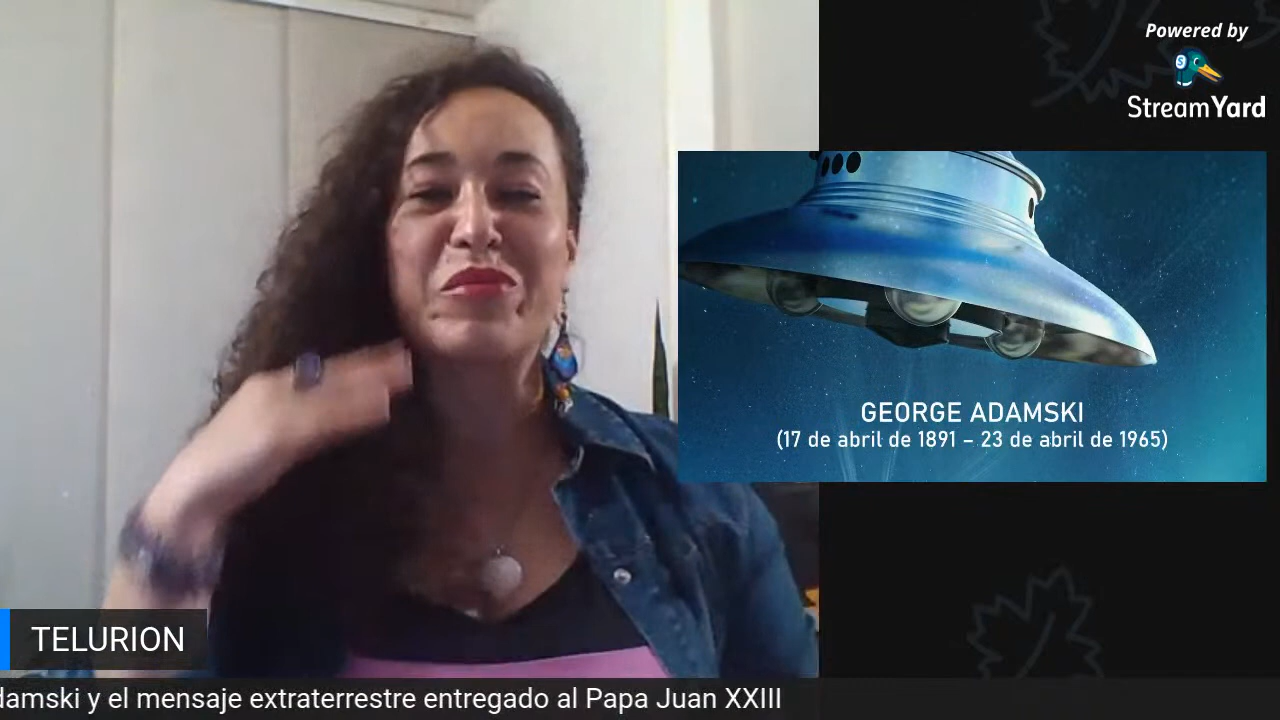 Powered by
StreamYard
GEORGE ADAMSKI
(17 de abril de 1891 – 23 de abril de 1965)
TELURION
damski y el mensaje extraterrestre entregado al Papa Juan XXIII